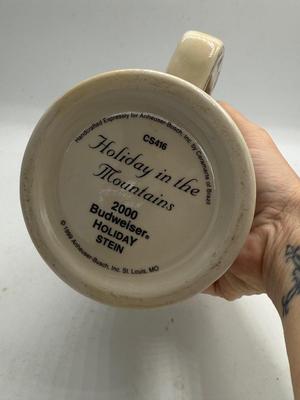 Handcrafted Expressly for Anheuser-Busch, Inc. by Ceramarte of Brazil
CS416
Holiday in the
Mountains
2000
Budweiser®
HOLIDAY
STEIN
© 1999 Anheuser-Busch, Inc. St. Louis, MO